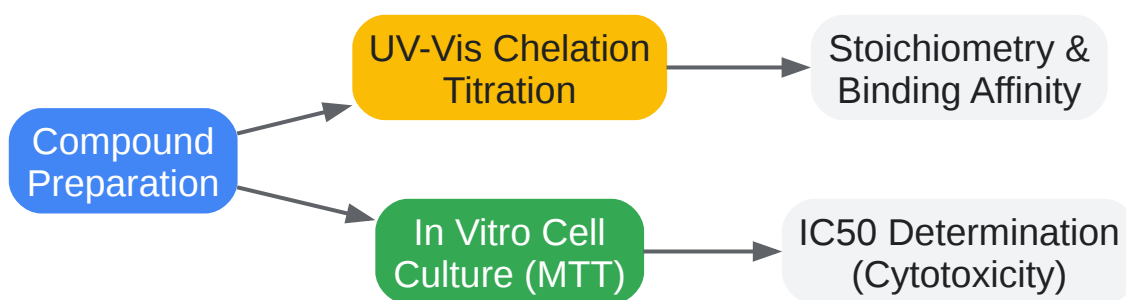 UV-Vis Chelation
Titration
Stoichiometry &
Binding Affinity
Compound
Preparation
In Vitro Cell
Culture (MTT)
IC50 Determination
(Cytotoxicity)